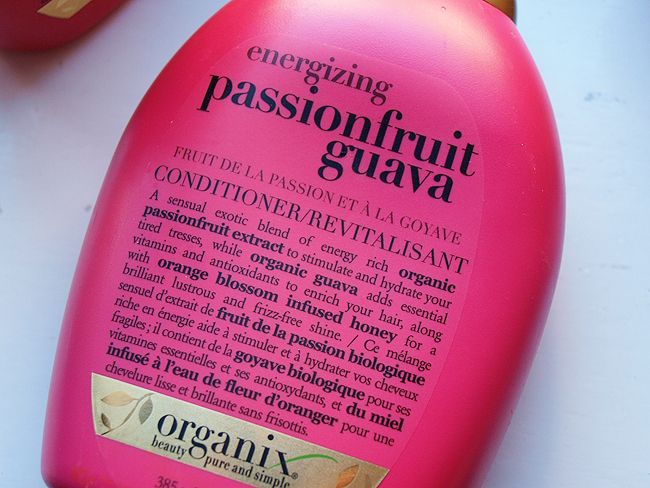 energizing
passionfruit
guava
FRUIT DE LA PASSION ET À LA GOYAVE
CONDITIONER/REVITALISANT
A sensual exotic blend of energy rich organic
passionfruit extract to stimulate and hydrate your
tired tresses, while organic guava adds essential
vitamins and antioxidants to enrich your hair, along
with orange blossom infused honey for a
brilliant lustrous and frizz-free shine. / Ce mélange
sensuel d'extrait de fruit de la passion biologique
riche en énergie aide à stimuler et à hydrater vos cheveux
fragiles; il contient de la goyave biologique pour ses
vitamines essentielles et ses antioxydants, et du miel
infusé à l'eau de fleur d'oranger pour une
chevelure lisse et brillante sans frisottis.
organix®
beauty pure and simple
385